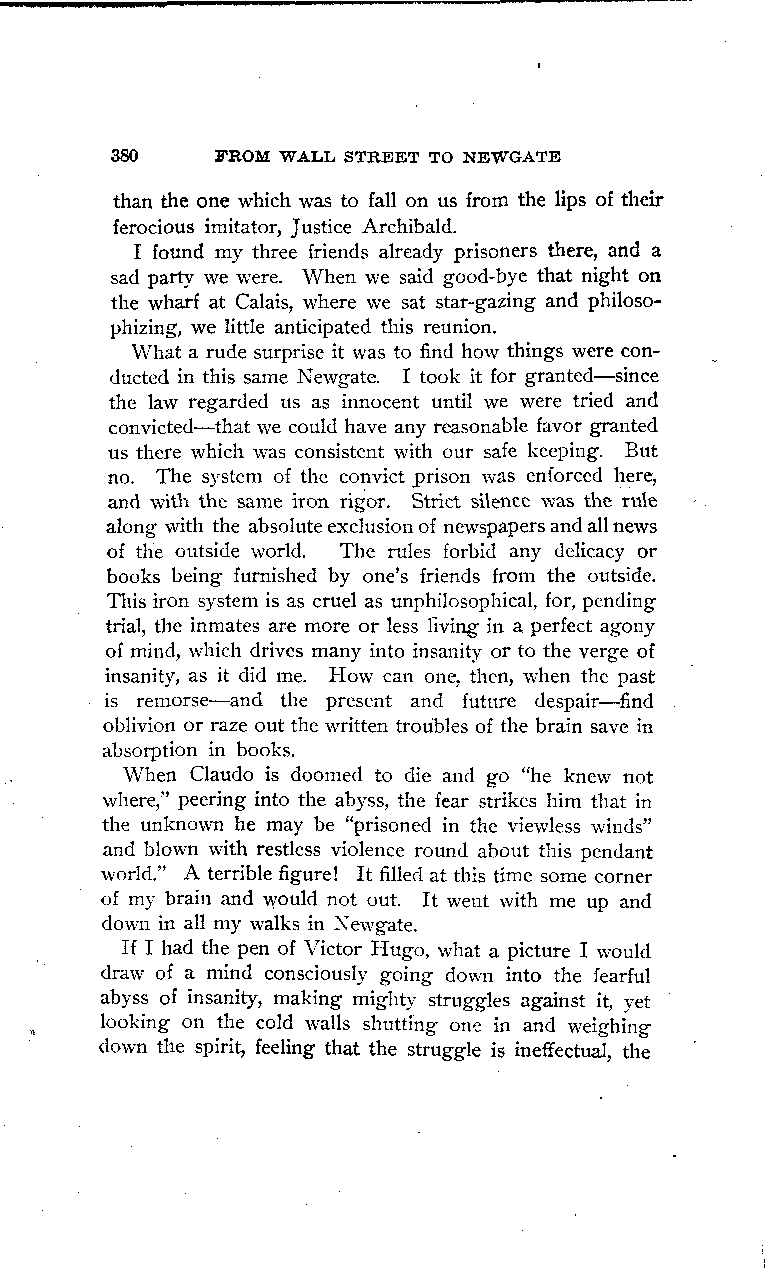 380 FROM WALL STREET TO NEWGATE
than the one which was to fall on us from the lips of their
ferocious imitator, Justice Archibald.
I found my three friends already prisoners there, and a
sad party we were. When we said good-bye that night on
the wharf at Calais, where we sat star-gazing and philoso-
phizing, we little anticipated this reunion.
What a rude surprise it was to find how things were con-
ducted in this same Newgate. I took it for granted—since
the law regarded us as innocent until we were tried and
convicted—that we could have any reasonable favor granted
us there which was consistent with our safe keeping. But
no. The system of the convict prison was enforced here,
and with the same iron rigor. Strict silence was the rule
along with the absolute exclusion of newspapers and all news
of the outside world. The rules forbid any delicacy or
books being furnished by one's friends from the outside.
This iron system is as cruel as unphilosophical, for, pending
trial, the inmates are more or less living in a perfect agony
of mind, which drives many into insanity or to the verge of
insanity, as it did me. How can one, then, when the past
is remorse—and the present and future despair—find
oblivion or raze out the written troubles of the brain save in
absorption in books.
When Claudo is doomed to die and go "he knew not
where," peering into the abyss, the fear strikes him that in
the unknown he may be "prisoned in the viewless winds"
and blown with restless violence round about this pendant
world." A terrible figure! It filled at this time some corner
of my brain and would not out. It went with me up and
down in all my walks in Newgate.
If I had the pen of Victor Hugo, what a picture I would
draw of a mind consciously going down into the fearful
abyss of insanity, making mighty struggles against it, yet
looking on the cold walls shutting one in and weighing
down the spirit, feeling that the struggle is ineffectual, the